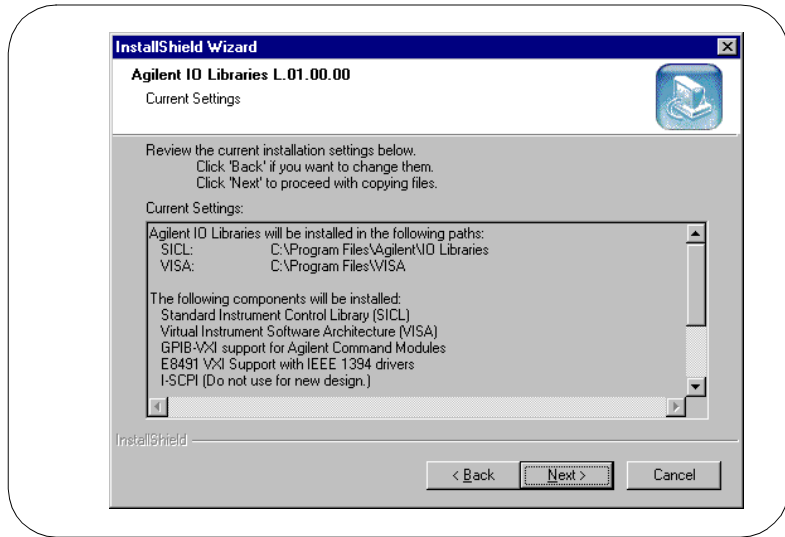 InstallShield Wizard
Agilent IO Libraries L.01.00.00
Current Settings
Review the current installation settings below.
Click 'Back' if you want to change them.
Click 'Next' to proceed with copying files.
Current Settings:
Agilent IO Libraries will be installed in the following paths:
SICL: C:\Program Files\Agilent\IO Libraries
VISA: C:\Program Files\VISA
The following components will be installed:
Standard Instrument Control Library (SICL)
Virtual Instrument Software Architecture (VISA)
GPIB-VXI support for Agilent Command Modules
E8491 VXI Support with IEEE 1394 drivers
I-SCPI (Do not use for new design.)
InstallShield
< Back Next > Cancel